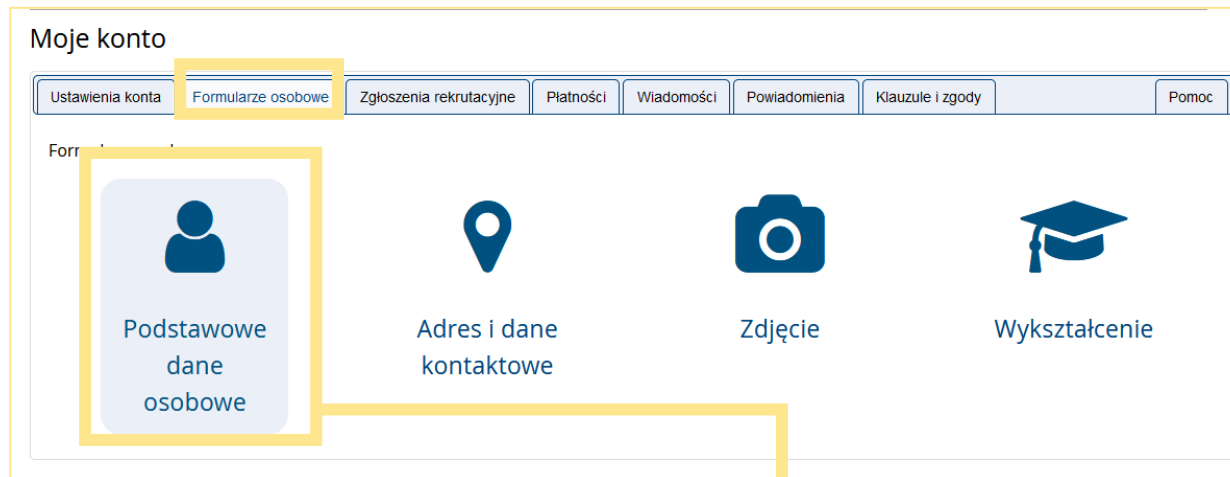 Moje konto
Ustawienia konta Formularze osobowe Zgłoszenia rekrutacyjne Płatności Wiadomości Powiadomienia Klauzule i zgody Pomoc
Podstawowe dane osobowe
Adres i dane kontaktowe
Zdjęcie
Wykształcenie